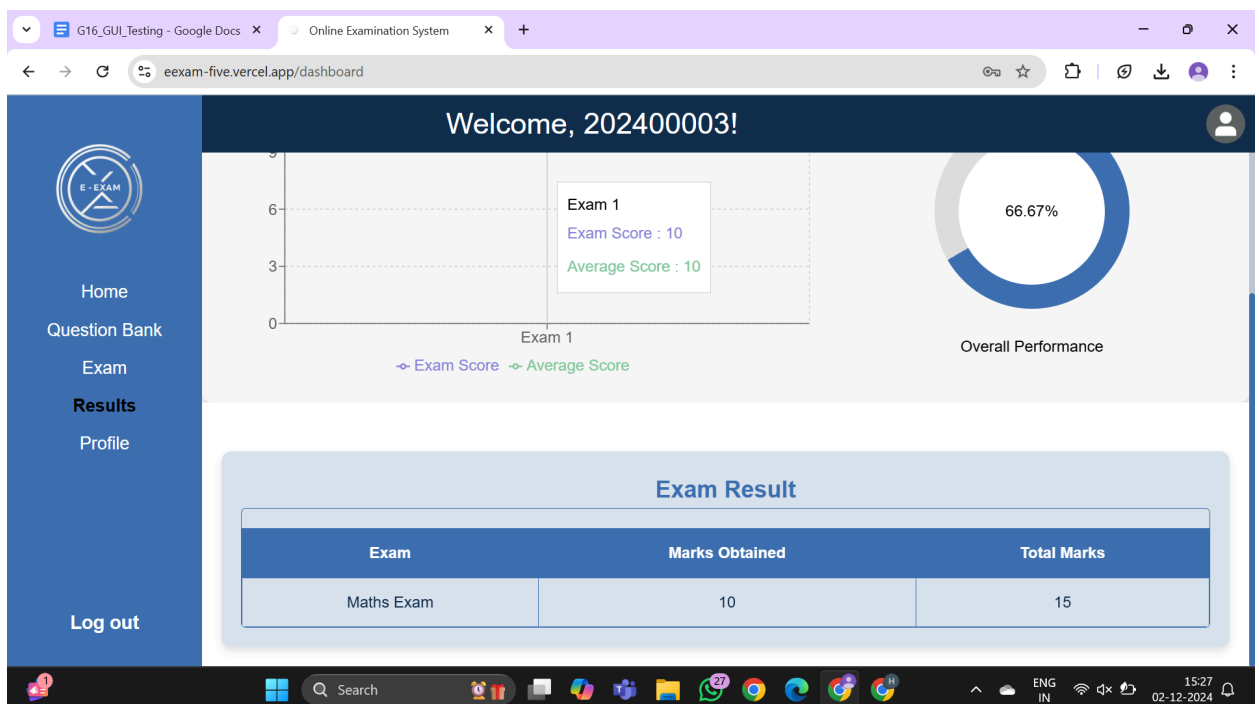 G16_GUI_Testing - Google Docs
Online Examination System
eexam-five.vercel.app/dashboard
Welcome, 202400003!
E - EXAM
Home
Question Bank
Exam
Results
Profile
Log out
9
6
3
0
Exam 1
Exam Score : 10
Average Score : 10
Exam 1
Exam Score Average Score
66.67%
Overall Performance
Exam Result
Exam Marks Obtained Total Marks
Maths Exam 10 15
1
Search
27
H
ENG
IN
15:27
02-12-2024